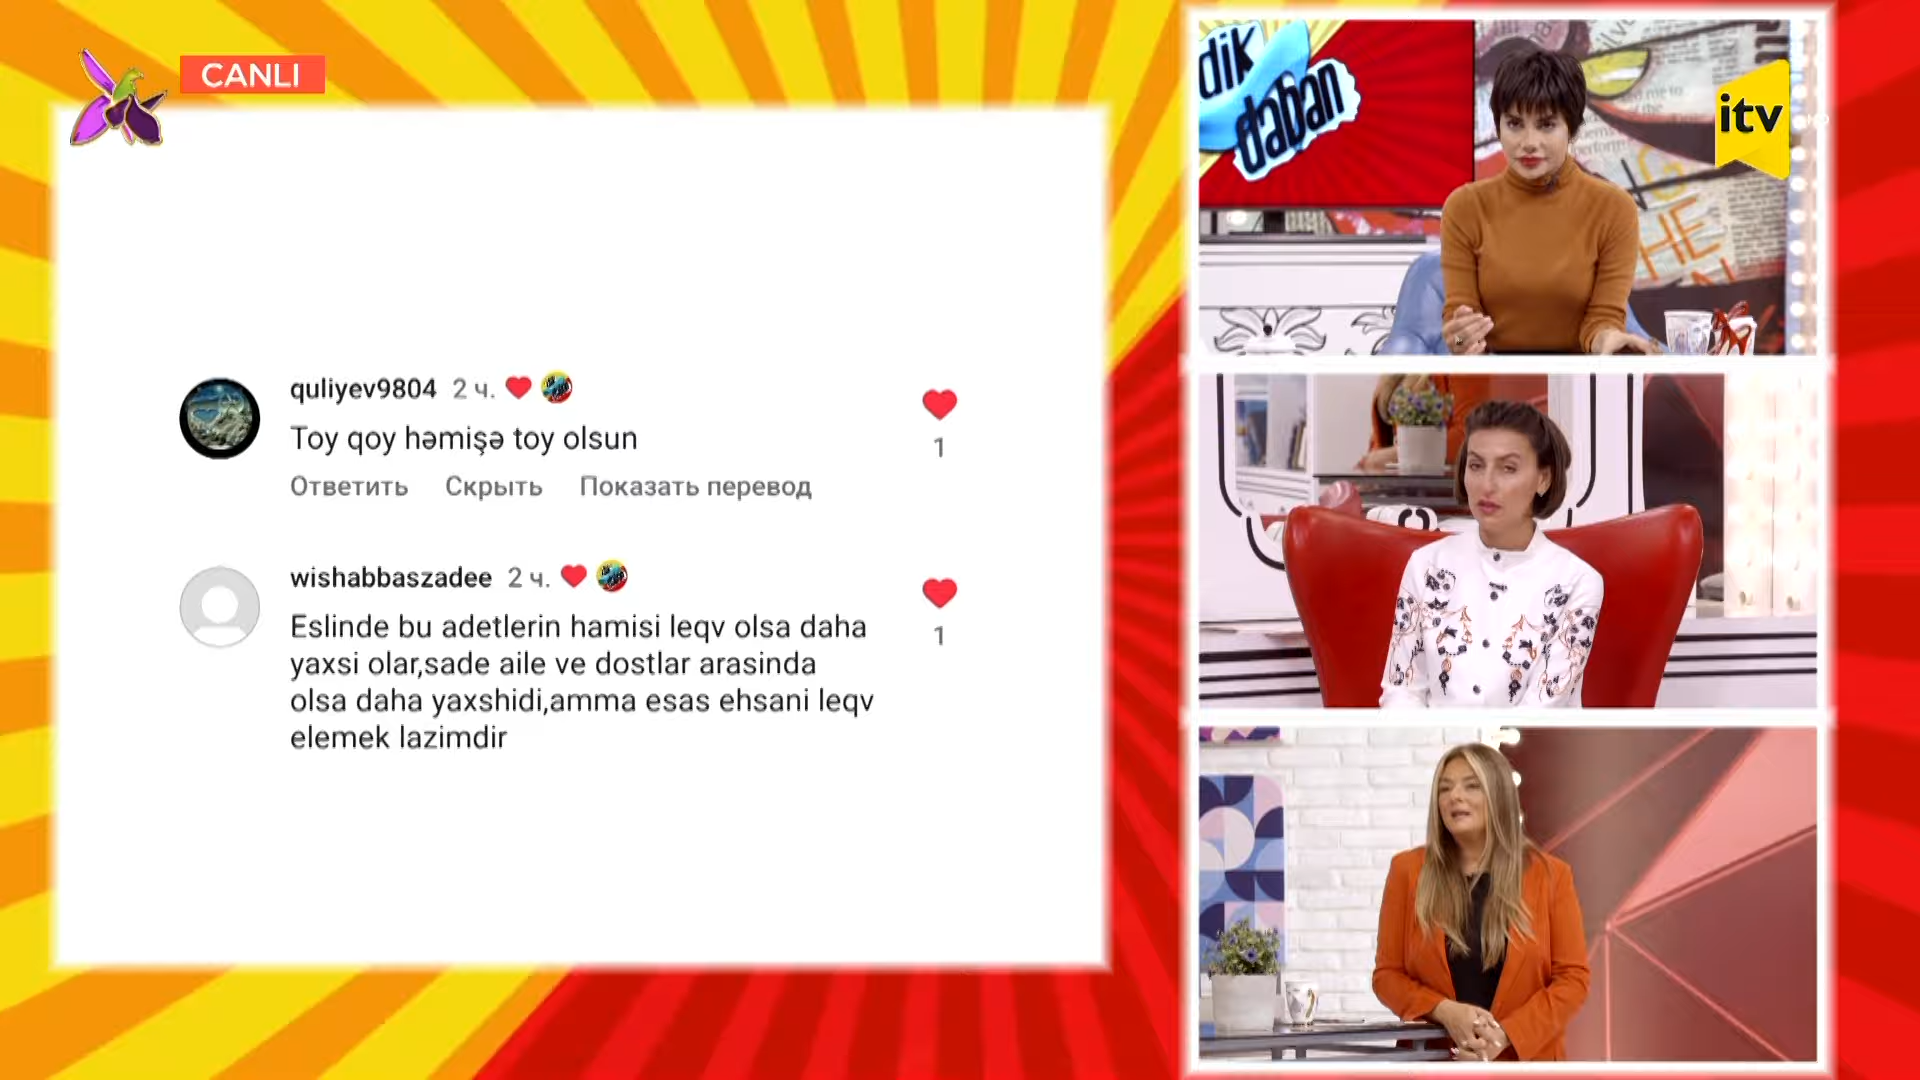 CANLI
dik
daban
itv
HD
quliyev9804 2 ч.
Toy qoy həmişə toy olsun
1
Ответить Скрыть Показать перевод
wishabbaszadee 2 ч.
Eslinde bu adetlerin hamisi leqv olsa daha
1
yaxsi olar,sade aile ve dostlar arasinda
olsa daha yaxshidi,amma esas ehsani leqv
elemek lazimdir